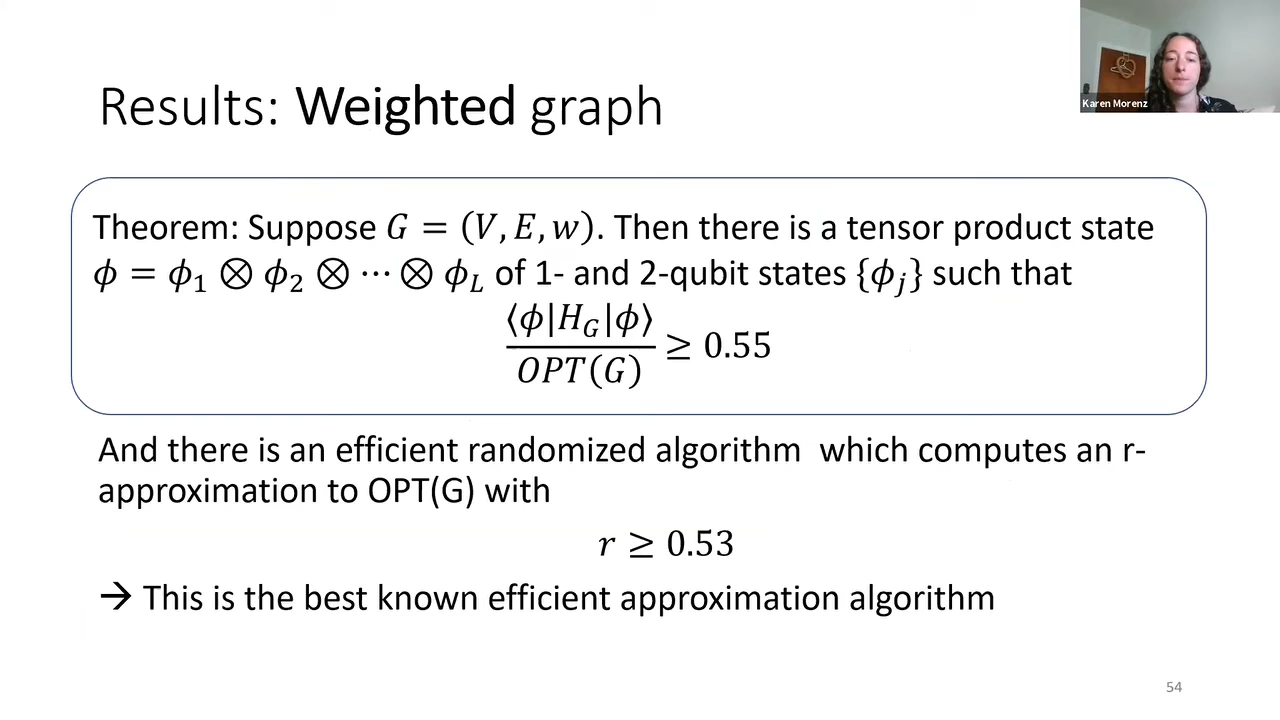 Karen Morenz
Results: Weighted graph
Theorem: Suppose 𝐺 = (𝑉, 𝐸, 𝑤). Then there is a tensor product state
𝜙 = 𝜙₁ ⊗ 𝜙₂ ⊗ ⋯ ⊗ 𝜙_𝐿 of 1- and 2-qubit states {𝜙_𝑗} such that
⟨𝜙|𝐻_𝐺|𝜙⟩
𝑂𝑃𝑇(𝐺) ≥ 0.55
And there is an efficient randomized algorithm which computes an r-
approximation to OPT(G) with
𝑟 ≥ 0.53
→ This is the best known efficient approximation algorithm
54